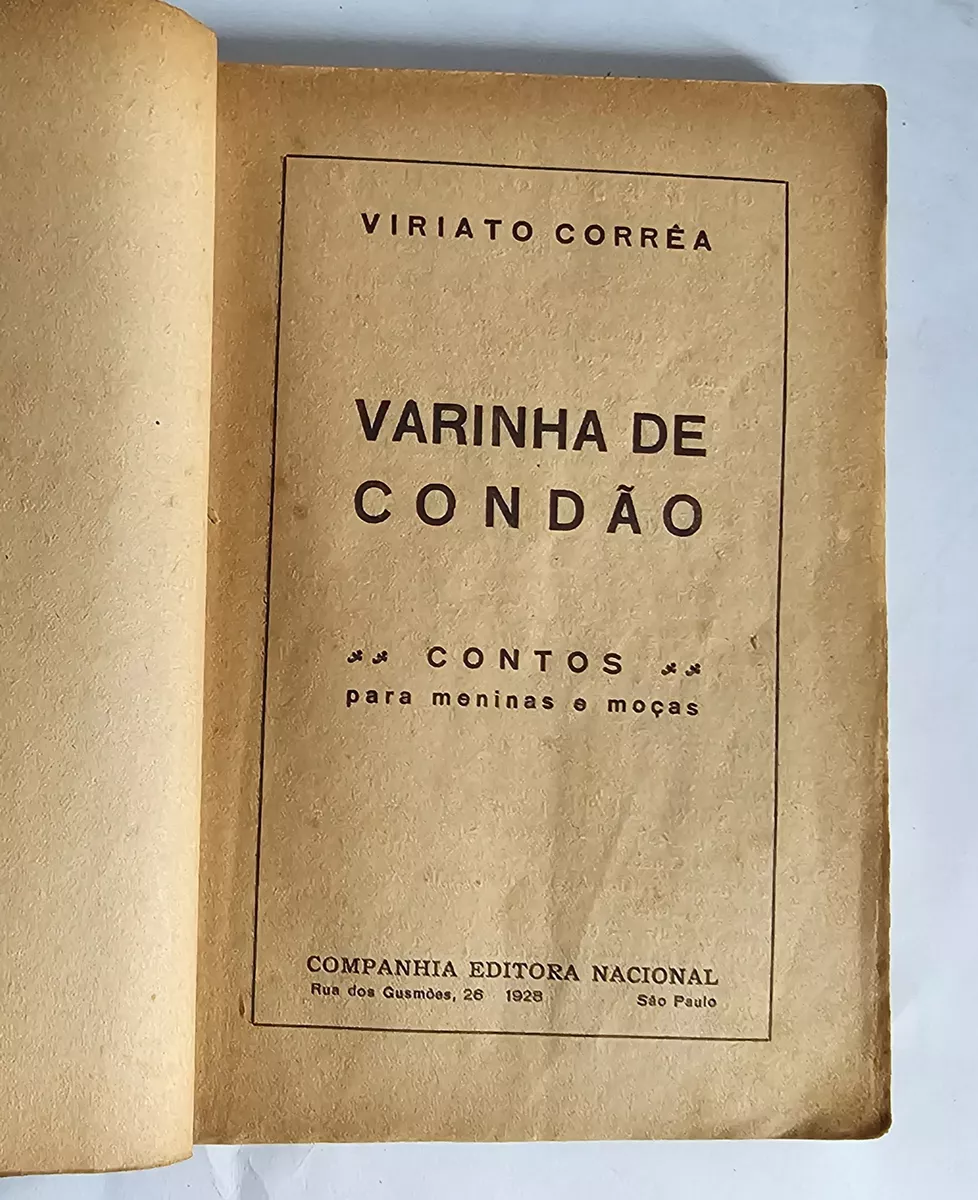 VIRIATO CORRÊA
VARINHA DE
CONDÃO
CONTOS
para meninas e moças
COMPANHIA EDITORA NACIONAL
Rua dos Gusmões, 26 1928 São Paulo